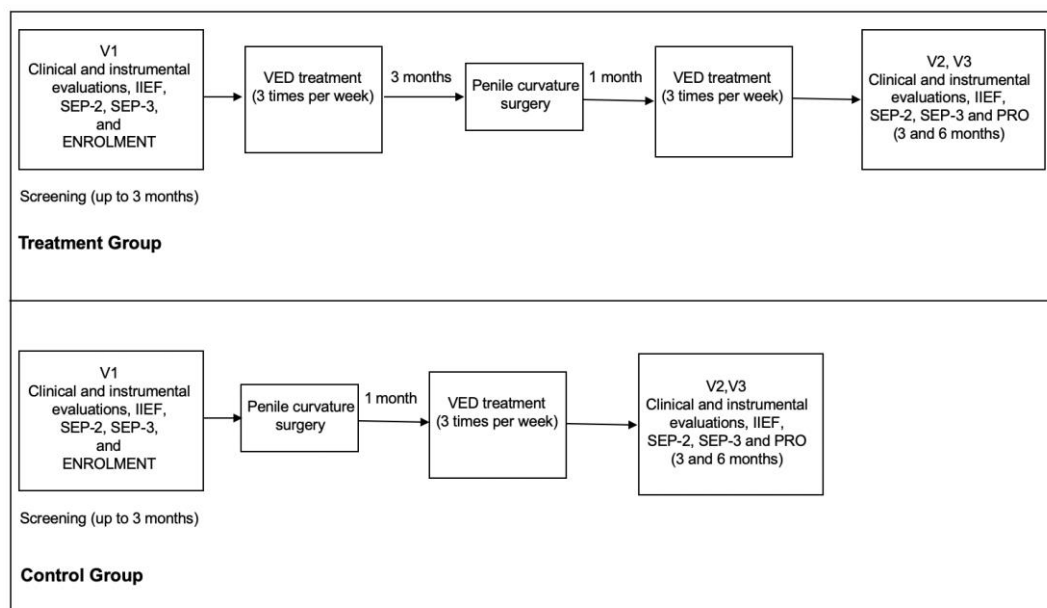 V1
Clinical and instrumental
evaluations, IIEF,
SEP-2, SEP-3,
and
ENROLMENT
VED treatment
(3 times per week)
3 months
Penile curvature
surgery
1 month
VED treatment
(3 times per week)
V2, V3
Clinical and instrumental
evaluations, IIEF,
SEP-2, SEP-3 and PRO
(3 and 6 months)
Screening (up to 3 months)
Treatment Group
V1
Clinical and instrumental
evaluations, IIEF,
SEP-2, SEP-3,
and
ENROLMENT
Penile curvature
surgery
1 month
VED treatment
(3 times per week)
V2,V3
Clinical and instrumental
evaluations, IIEF,
SEP-2, SEP-3 and PRO
(3 and 6 months)
Screening (up to 3 months)
Control Group